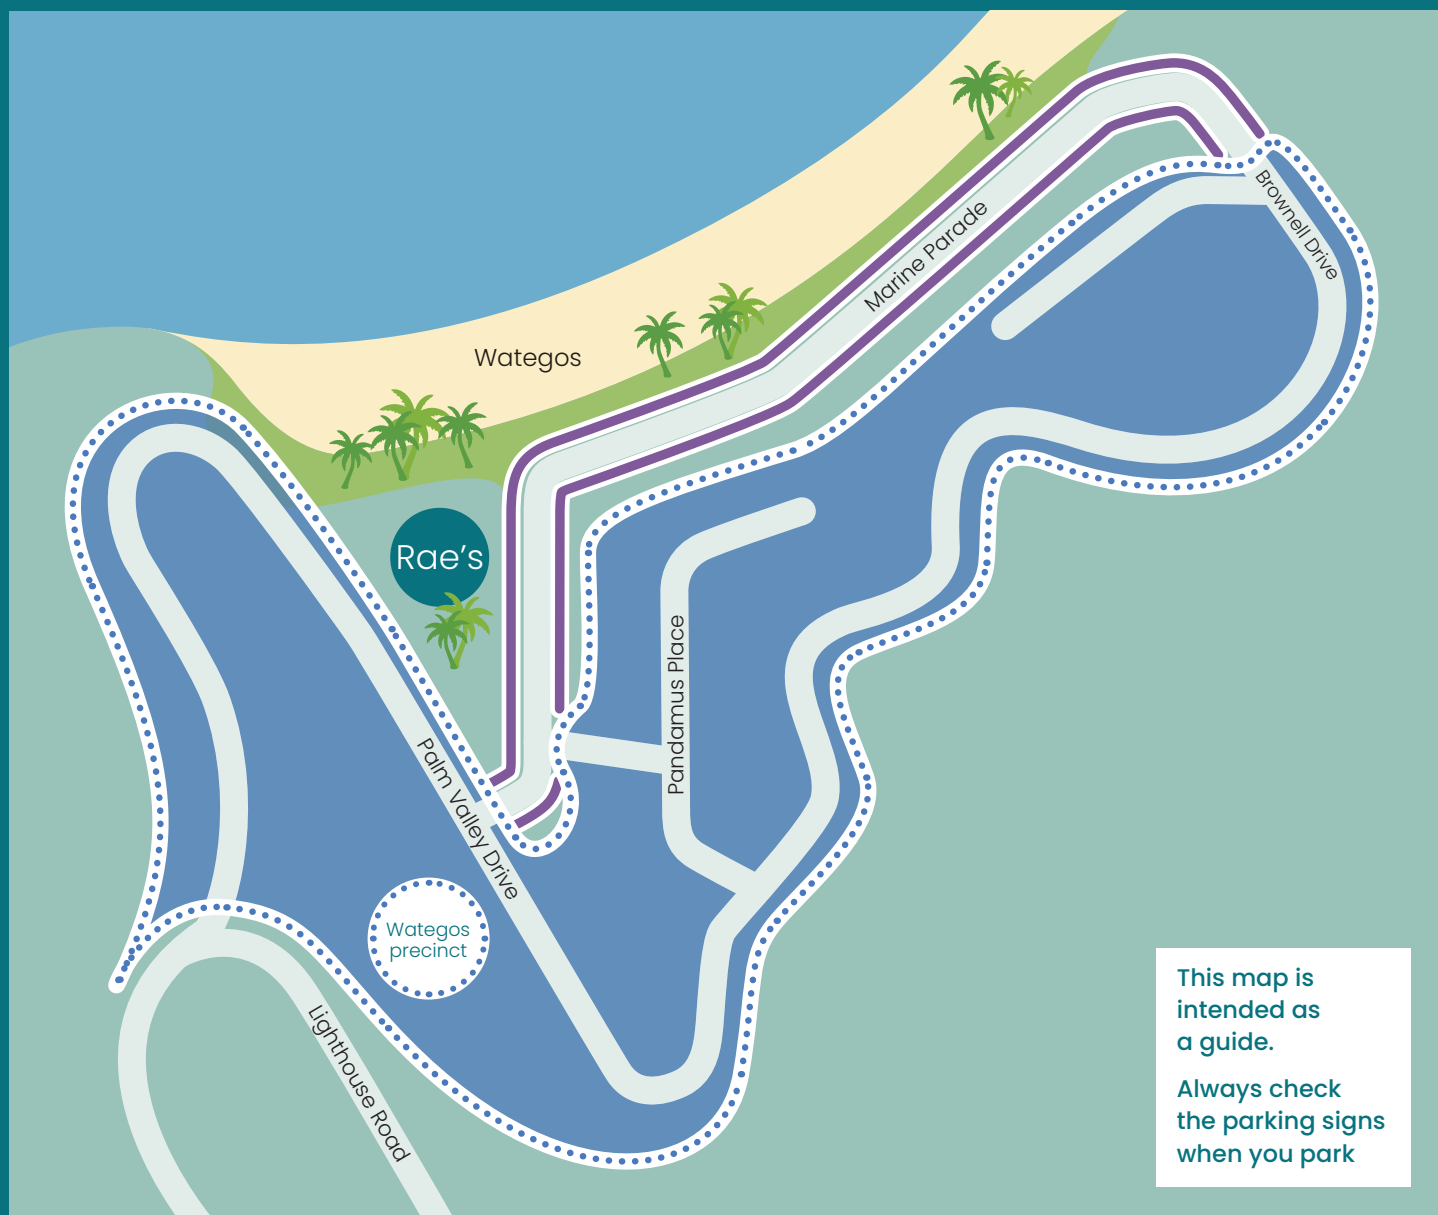 Brownell Drive
Marine Parade
Wategos
Rae’s
Pandamus Place
Palm Valley Drive
Wategos
precinct
Lighthouse Road
This map is
intended as
a guide.
Always check
the parking signs
when you park